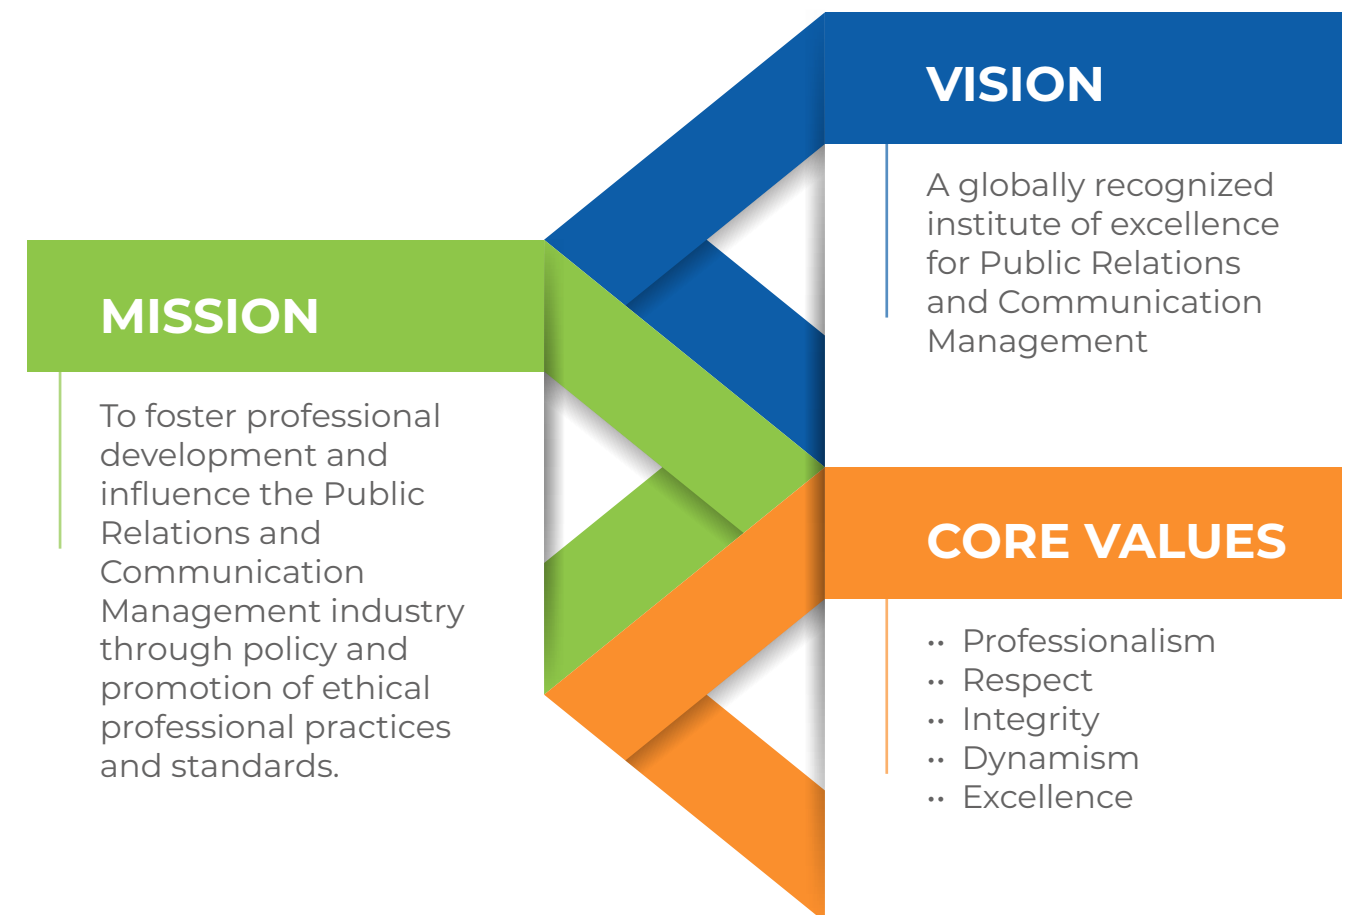 VISION
A globally recognized
institute of excellence
for Public Relations
and Communication
Management
MISSION
To foster professional
development and
influence the Public
Relations and
Communication
Management industry
through policy and
promotion of ethical
professional practices
and standards.
CORE VALUES
•• Professionalism
•• Respect
•• Integrity
•• Dynamism
•• Excellence